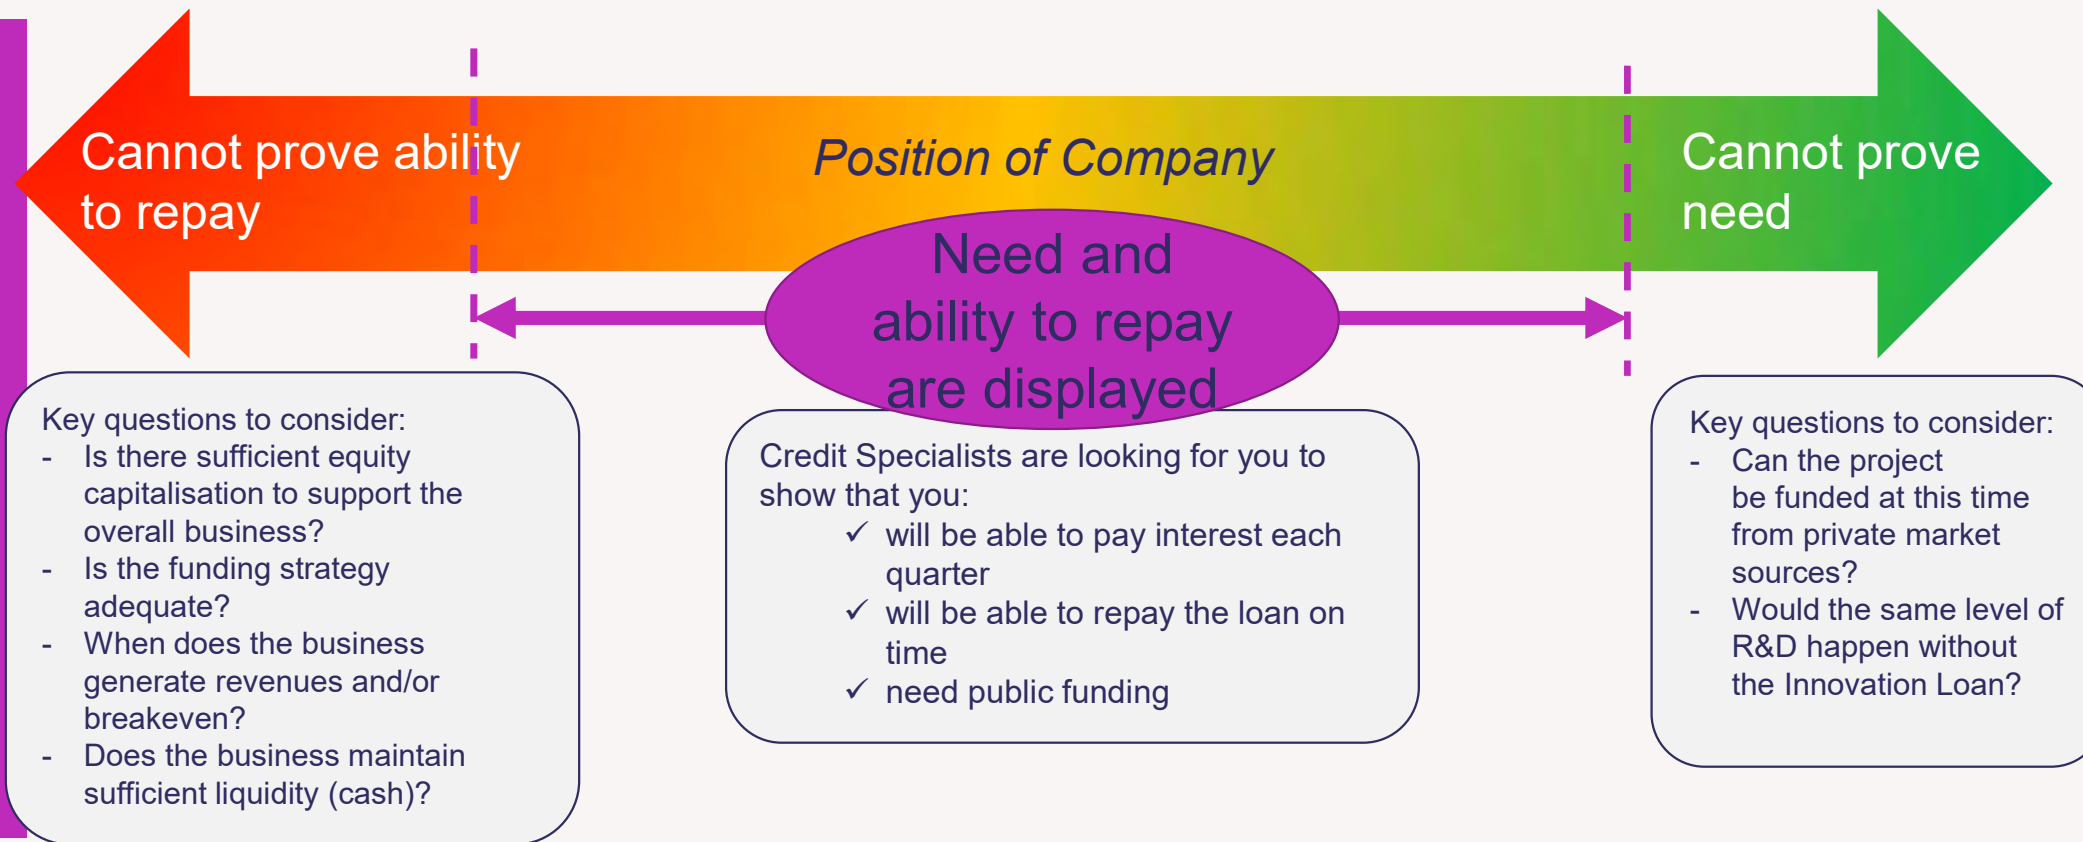 Cannot prove ability
to repay
Position of Company
Cannot prove
need
Need and
ability to repay
are displayed
Key questions to consider:
- Is there sufficient equity
capitalisation to support the
overall business?
- Is the funding strategy
adequate?
- When does the business
generate revenues and/or
breakeven?
- Does the business maintain
sufficient liquidity (cash)?
Credit Specialists are looking for you to
show that you:
✓ will be able to pay interest each
quarter
✓ will be able to repay the loan on
time
✓ need public funding
Key questions to consider:
- Can the project
be funded at this time
from private market
sources?
- Would the same level of
R&D happen without
the Innovation Loan?